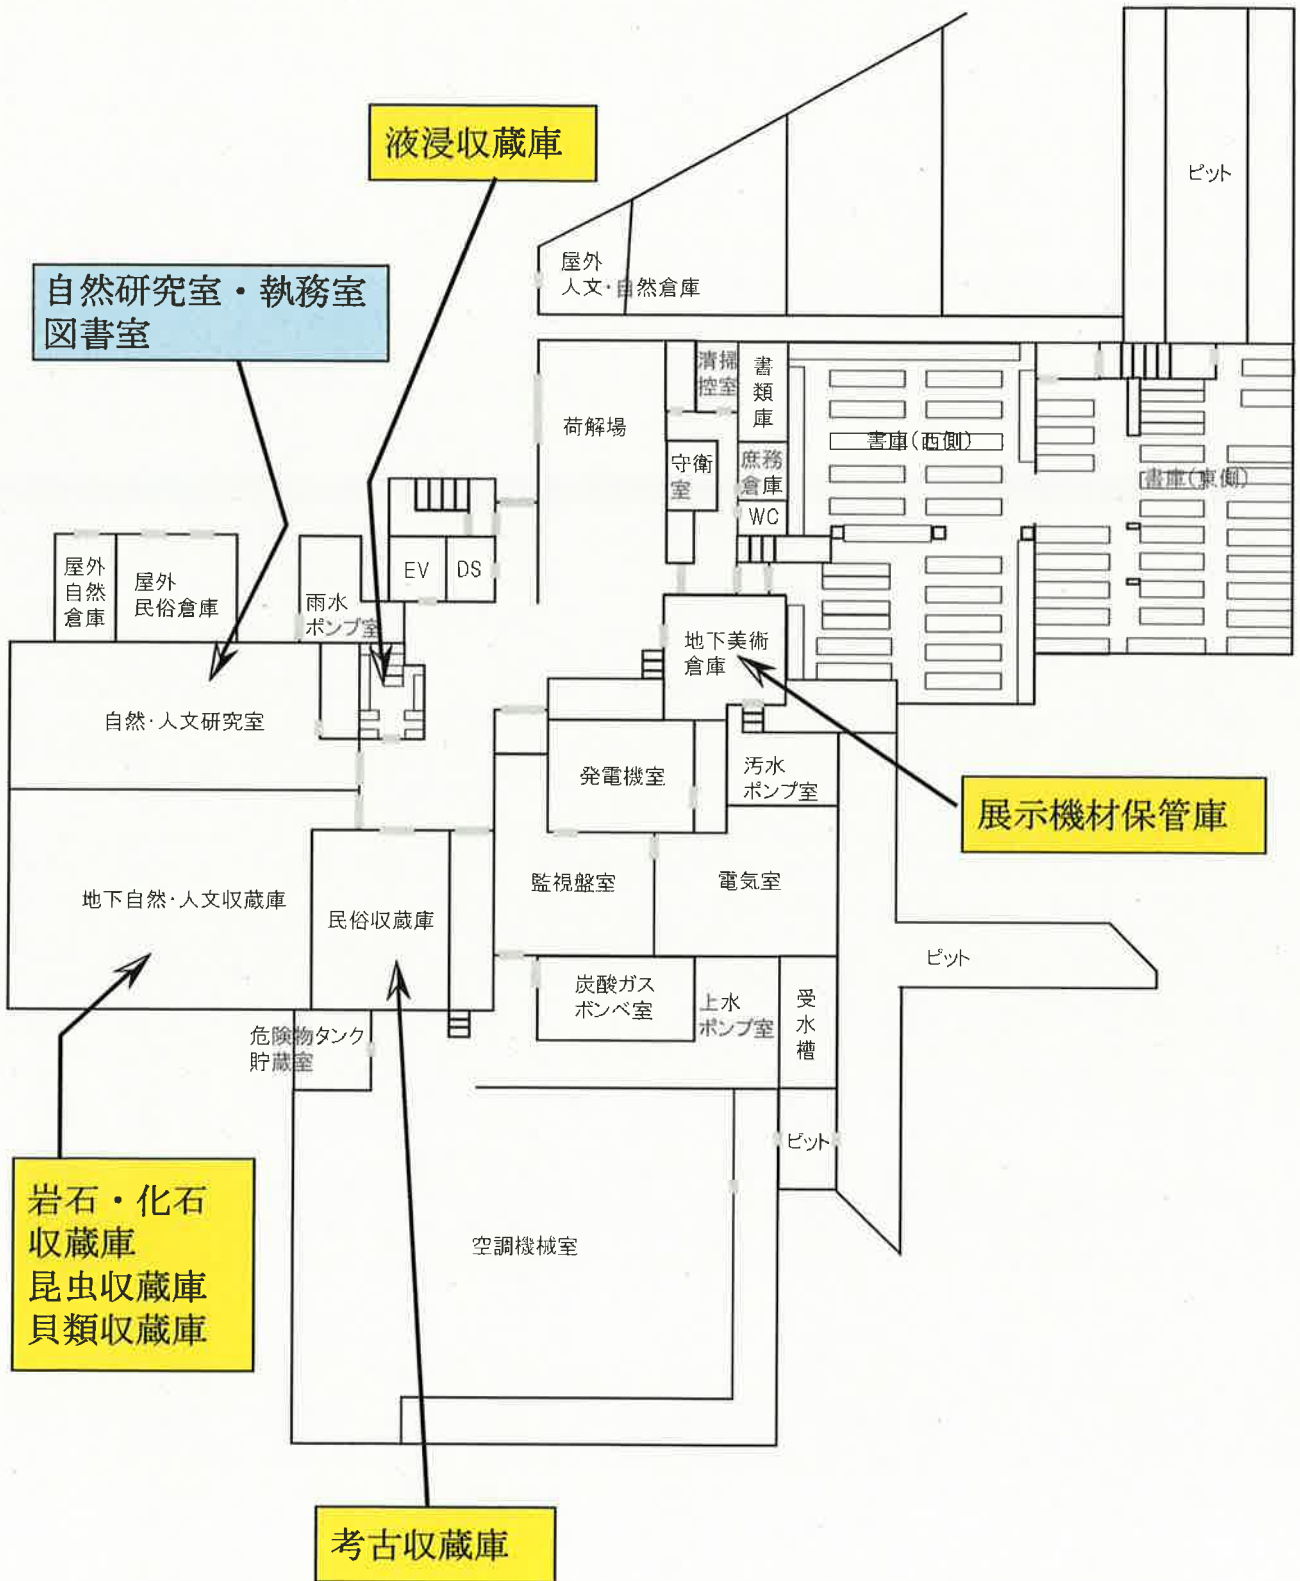 液浸収蔵庫
ピット
屋外
人文・自然倉庫
自然研究室・執務室
図書室
清掃
控室
書
類
庫
荷解場
書庫(西側)
守衛
室
庶務
倉庫
書庫(東側)
WC
EV
DS
屋外
自然
倉庫
屋外
民俗倉庫
雨水
ポンプ室
地下美術
倉庫
自然・人文研究室
発電機室
汚水
ポンプ室
展示機材保管庫
監視盤室
電気室
地下自然・人文収蔵庫
民俗収蔵庫
ピット
炭酸ガス
ボンベ室
上水
ポンプ室
受
水
槽
危険物タンク
貯蔵室
ピット
岩石・化石
収蔵庫
昆虫収蔵庫
貝類収蔵庫
空調機械室
考古収蔵庫